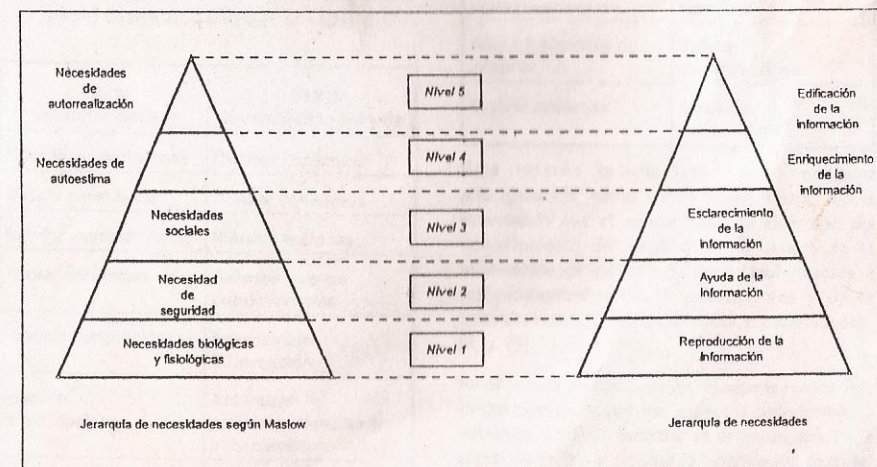 Necesidades
de
autorrealización
Necesidades de
autoestima
Necesidades
sociales
Necesidad
de
seguridad
Necesidades biológicas
y fisiológicas
Jerarquía de necesidades según Maslow
Nivel 5
Nivel 4
Nivel 3
Nivel 2
Nivel 1
Edificación
de la
información
Enriquecimiento
de la
información
Esclarecimiento
de la
información
Ayuda de la
información
Reproducción de la
información
Jerarquía de necesidades